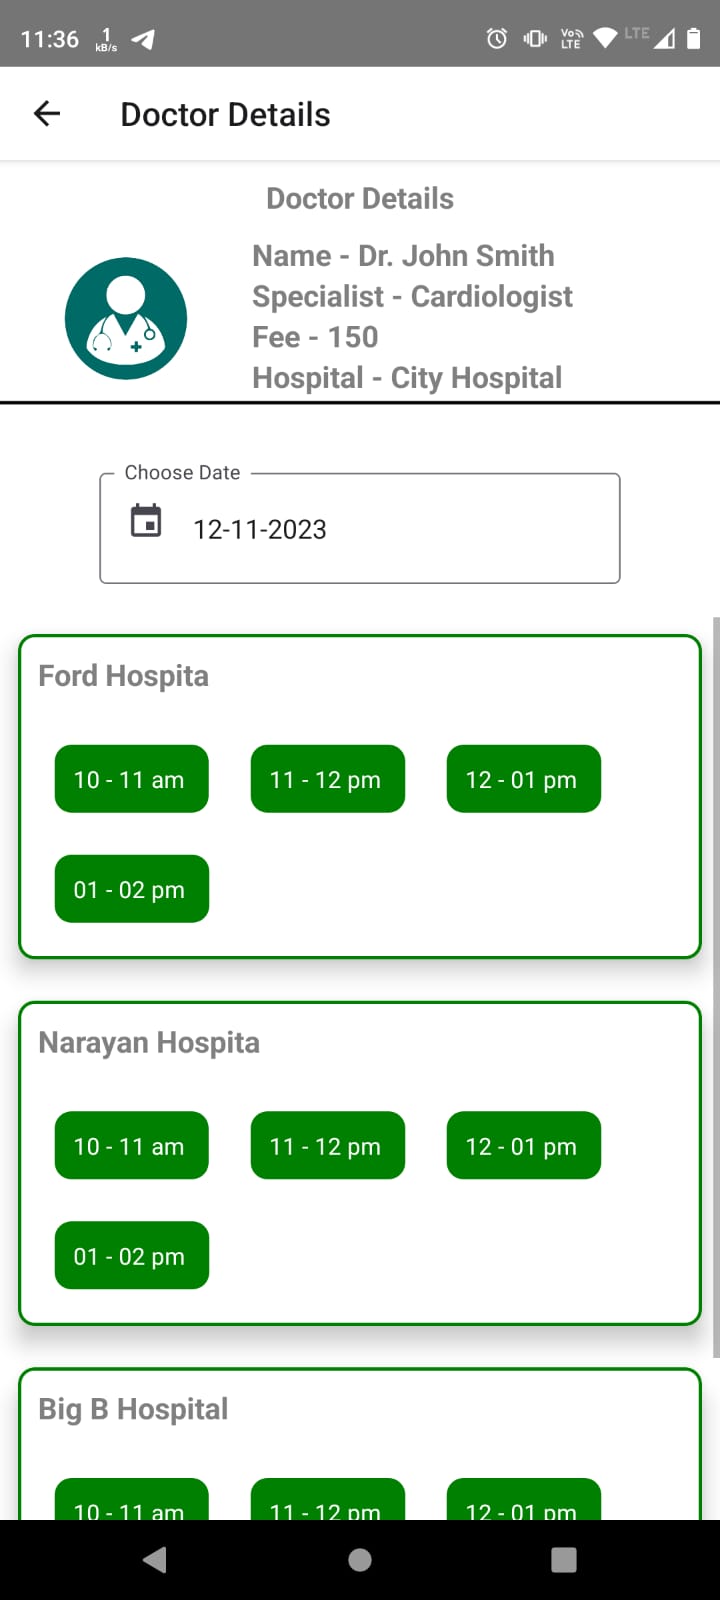 11:36 1 kB/s Vo LTE LTE
Doctor Details
Doctor Details
Name - Dr. John Smith
Specialist - Cardiologist
Fee - 150
Hospital - City Hospital
Choose Date
12-11-2023
Ford Hospita
10 - 11 am 11 - 12 pm 12 - 01 pm
01 - 02 pm
Narayan Hospita
10 - 11 am 11 - 12 pm 12 - 01 pm
01 - 02 pm
Big B Hospital
10 - 11 am 11 - 12 pm 12 - 01 pm